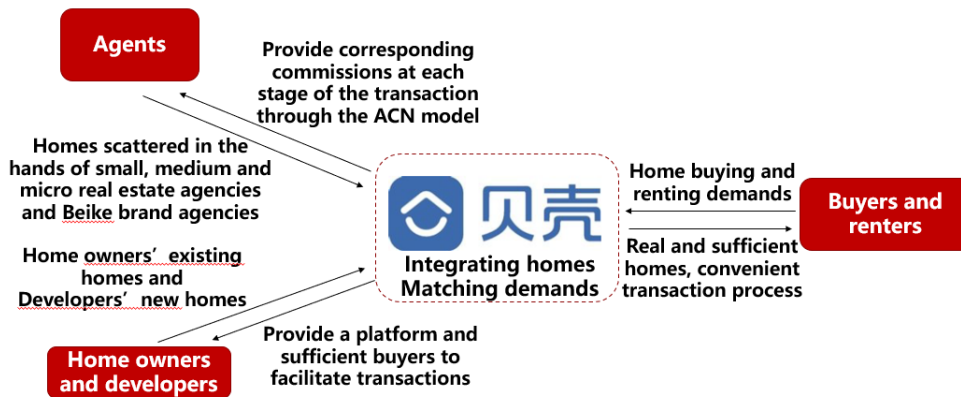 Agents
Provide corresponding
commissions at each
stage of the transaction
through the ACN model
Homes scattered in the
hands of small, medium and
micro real estate agencies
and Beike brand agencies
贝壳
Integrating homes
Matching demands
Home buying and
renting demands
Buyers and
renters
Real and sufficient
homes, convenient
transaction process
Home owners’ existing
homes and
Developers’ new homes
Provide a platform and
sufficient buyers to
facilitate transactions
Home owners
and developers